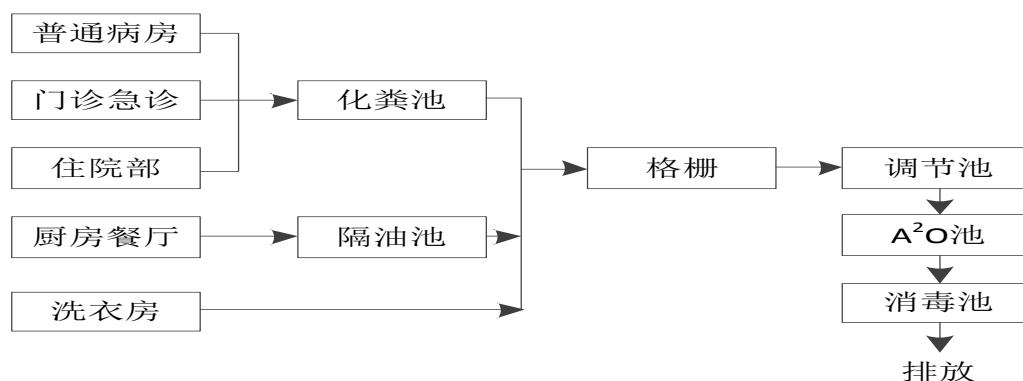 普通病房
门诊急诊
化粪池
住院部
格栅
调节池
厨房餐厅
隔油池
A²O池
洗衣房
消毒池
排放